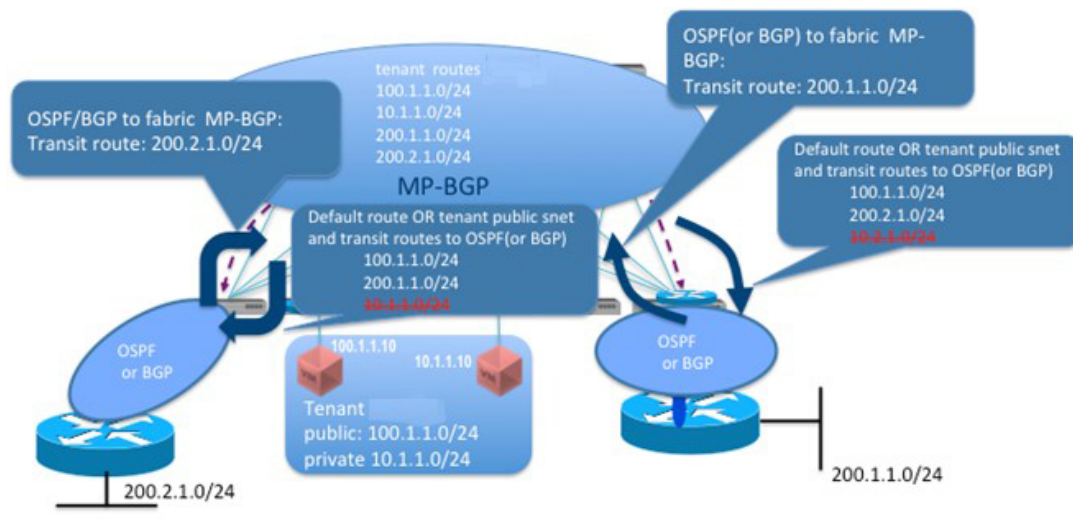 OSPF(or BGP) to fabric MP-
BGP:
Transit route: 200.1.1.0/24
tenant routes
100.1.1.0/24
10.1.1.0/24
200.1.1.0/24
200.2.1.0/24
MP-BGP
OSPF/BGP to fabric MP-BGP:
Transit route: 200.2.1.0/24
Default route OR tenant public snet
and transit routes to OSPF(or BGP)
100.1.1.0/24
200.2.1.0/24
10.2.1.0/24
Default route OR tenant public snet
and transit routes to OSPF(or BGP)
100.1.1.0/24
200.1.1.0/24
10.1.1.0/24
OSPF
or BGP
100.1.1.10
10.1.1.10
VM
VM
Tenant
public: 100.1.1.0/24
private 10.1.1.0/24
OSPF
or BGP
200.2.1.0/24
200.1.1.0/24